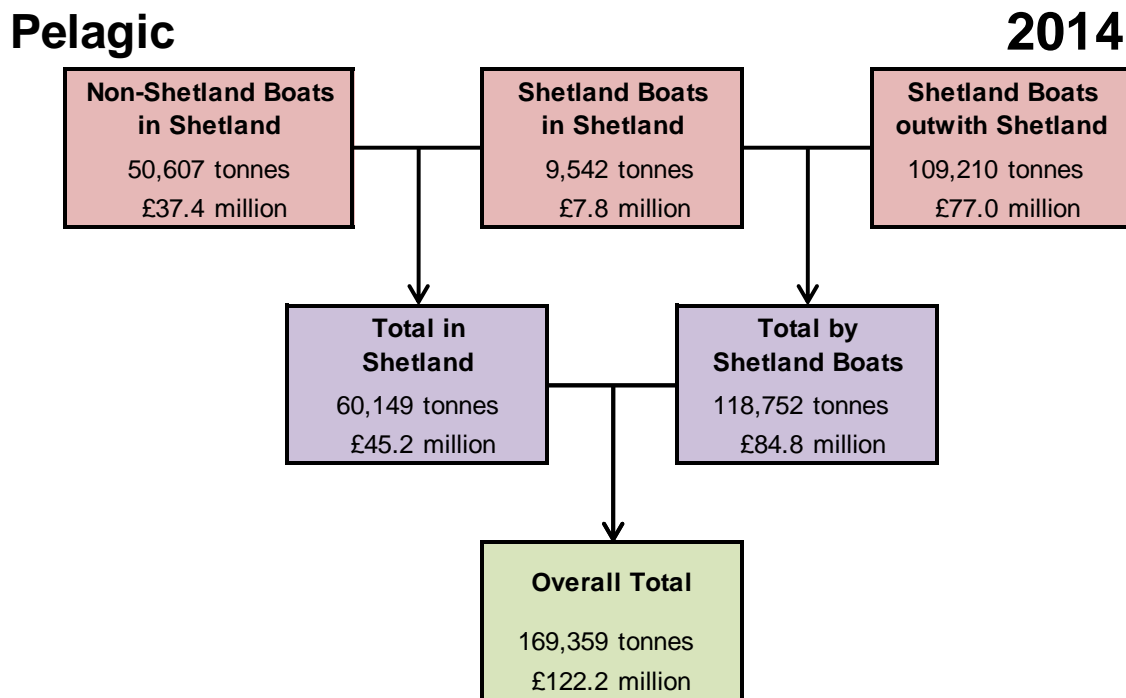 Pelagic
2014
Non-Shetland Boats
in Shetland
50,607 tonnes
£37.4 million
Shetland Boats
in Shetland
9,542 tonnes
£7.8 million
Shetland Boats
outwith Shetland
109,210 tonnes
£77.0 million
Total in
Shetland
60,149 tonnes
£45.2 million
Total by
Shetland Boats
118,752 tonnes
£84.8 million
Overall Total
169,359 tonnes
£122.2 million